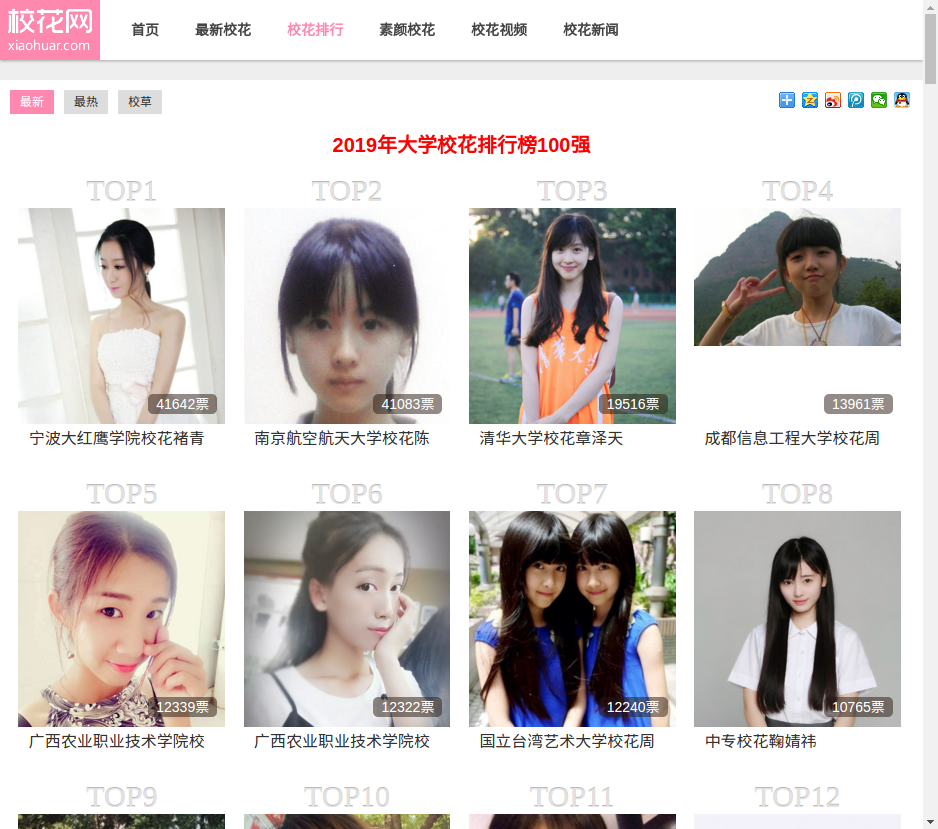 校花网
xiaohuar.com
首页 最新校花 校花排行 素颜校花 校花视频 校花新闻
最新 最热 校草
2019年大学校花排行榜100强
TOP1 TOP2 TOP3 TOP4
41642票 41083票 19516票 13961票
宁波大红鹰学院校花褚青 南京航空航天大学校花陈 清华大学校花章泽天 成都信息工程大学校花周
TOP5 TOP6 TOP7 TOP8
12339票 12322票 12240票 10765票
广西农业职业技术学院校 广西农业职业技术学院校 国立台湾艺术大学校花周 中专校花鞠婧祎
TOP9 TOP10 TOP11 TOP12